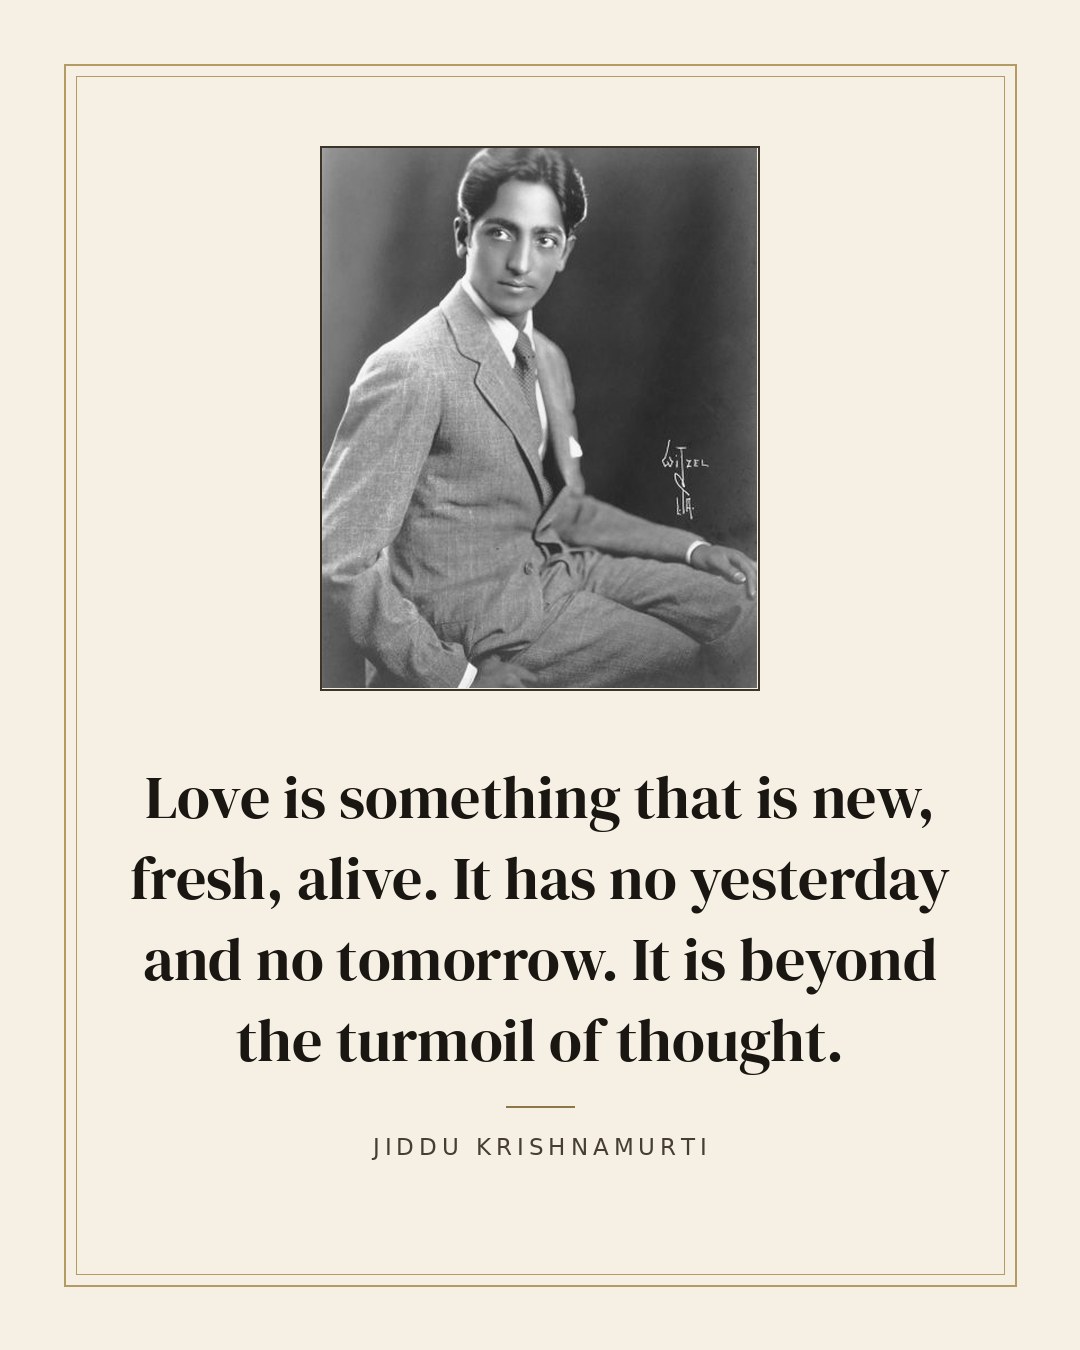 Witzel
L.A.
Love is something that is new,
fresh, alive. It has no yesterday
and no tomorrow. It is beyond
the turmoil of thought.
JIDDU KRISHNAMURTI